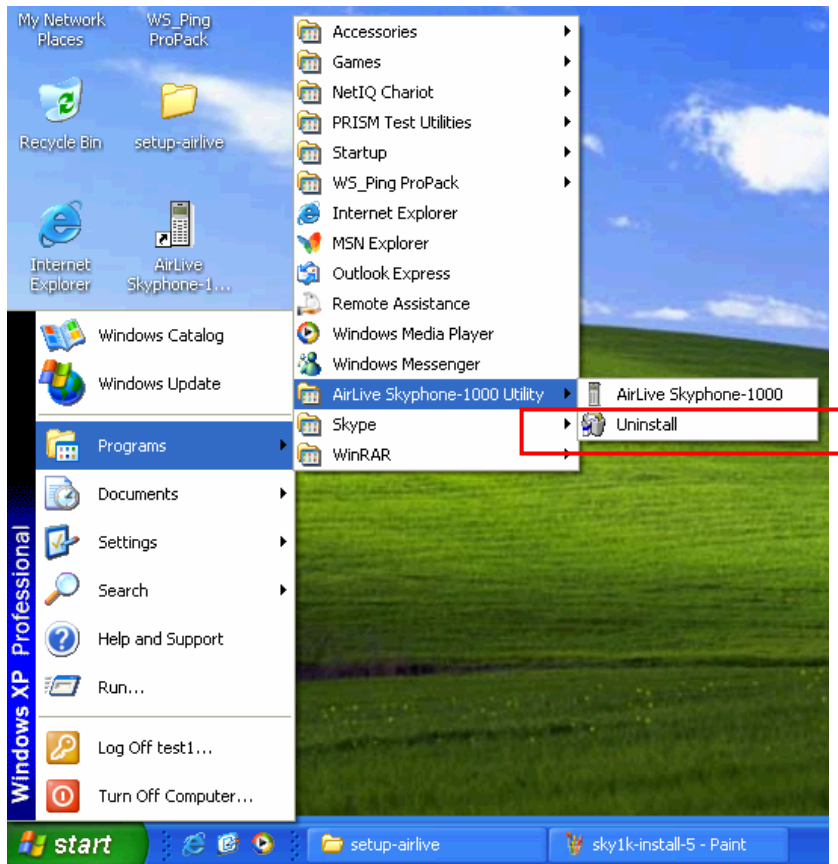 My Network
Places
WS_Ping
ProPack
Recycle Bin
setup-airlive
Internet
Explorer
AirLive
Skyphone-1...
Windows Catalog
Windows Update
Programs
Documents
Settings
Search
Help and Support
Run...
Log Off test1...
Turn Off Computer...
Windows XP Professional
Accessories
Games
NetIQ Chariot
PRISM Test Utilities
Startup
WS_Ping ProPack
Internet Explorer
MSN Explorer
Outlook Express
Remote Assistance
Windows Media Player
Windows Messenger
AirLive Skyphone-1000 Utility
Skype
WinRAR
AirLive Skyphone-1000
Uninstall
start
setup-airlive
sky1k-install-5 - Paint